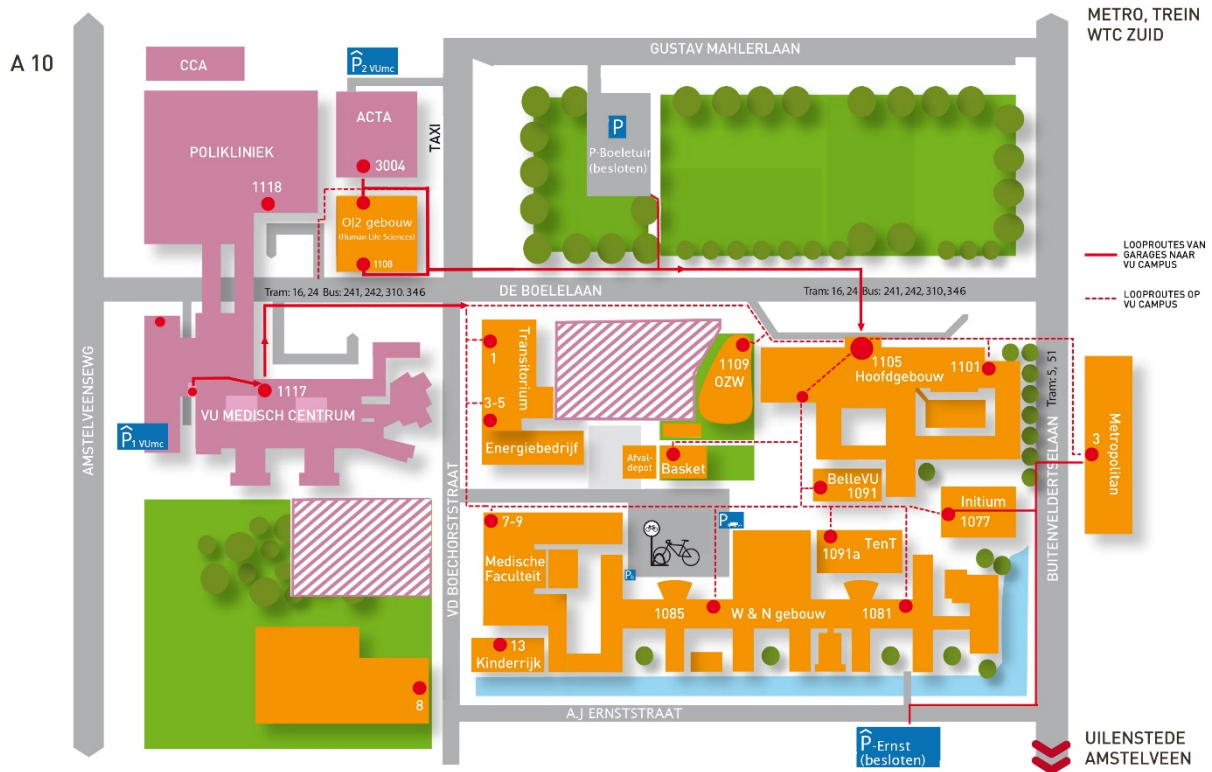 METRO, TREIN
WTC ZUID
A 10
GUSTAV MAHLERLAAN
CCA
P2 VUmc
ACTA
TAXI
P
P-Boeletuin
(besloten)
POLIKLINIEK
3004
1118
O|2 gebouw
(Human Life Sciences)
1108
LOOPROUTES VAN
GARAGES NAAR
VU CAMPUS
LOOPROUTES OP
VU CAMPUS
Tram: 16, 24 Bus: 241, 242, 310. 346
DE BOELELAAN
Tram: 16, 24 Bus: 241, 242, 310, 346
Transitorium
1
3-5
Energiebedrijf
1109
OZW
1105
Hoofdgebouw
1101
Tram: 5, 51
BUITENVELDERTSELAAN
3
Metropolitan
1117
VU MEDISCH CENTRUM
P1 VUmc
AMSTELVEENSEWG
Afval-
depot
Basket
BelleVU
1091
Initium
1077
VD BOECHORSTSTRAAT
7-9
Medische
Faculteit
P
P
TenT
1091a
1085
W & N gebouw
1081
13
Kinderrijk
8
A.J ERNSTSTRAAT
P-Ernst
(besloten)
UILENSTEDE
AMSTELVEEN